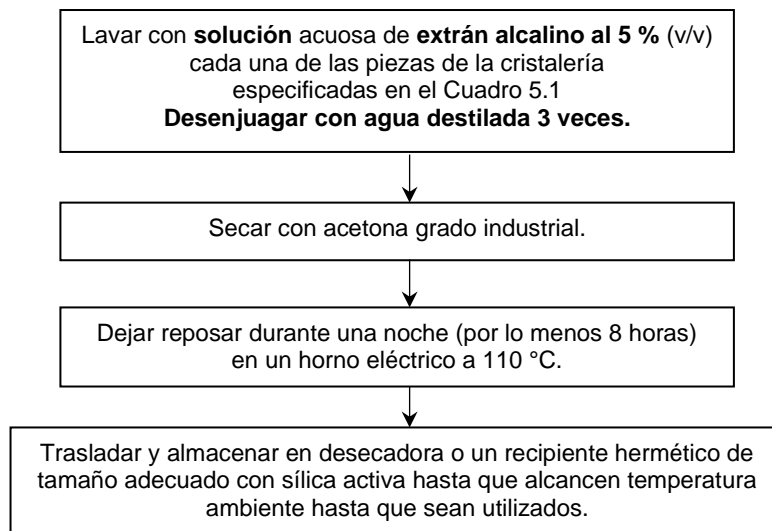 Lavar con solución acuosa de extrán alcalino al 5 % (v/v)
cada una de las piezas de la cristalería
especificadas en el Cuadro 5.1
Desenjuagar con agua destilada 3 veces.
Secar con acetona grado industrial.
Dejar reposar durante una noche (por lo menos 8 horas)
en un horno eléctrico a 110 °C.
Trasladar y almacenar en desecadora o un recipiente hermético de
tamaño adecuado con sílica activa hasta que alcancen temperatura
ambiente hasta que sean utilizados.